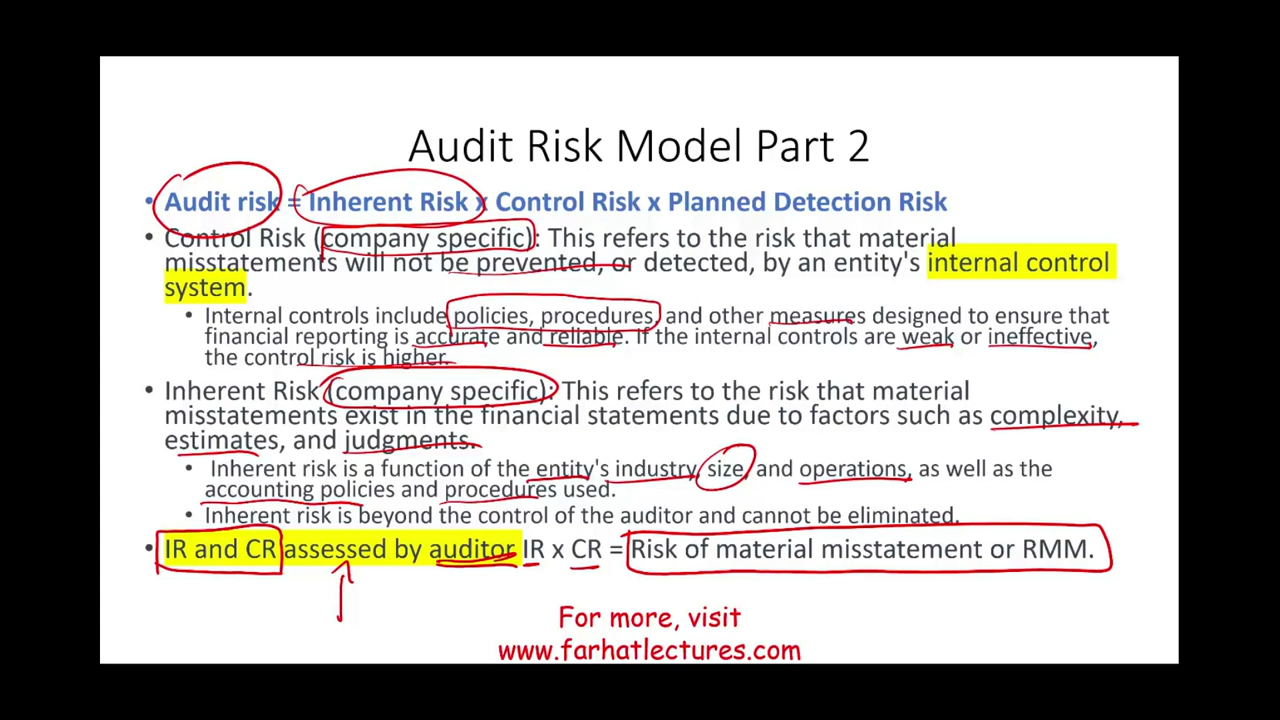 Audit Risk Model Part 2
• Audit risk = Inherent Risk x Control Risk x Planned Detection Risk
• Control Risk (company specific): This refers to the risk that material
misstatements will not be prevented, or detected, by an entity's internal control
system.
• Internal controls include policies, procedures, and other measures designed to ensure that
financial reporting is accurate and reliable. If the internal controls are weak or ineffective,
the control risk is higher.
• Inherent Risk (company specific): This refers to the risk that material
misstatements exist in the financial statements due to factors such as complexity,
estimates, and judgments.
• Inherent risk is a function of the entity's industry, size, and operations, as well as the
accounting policies and procedures used.
• Inherent risk is beyond the control of the auditor and cannot be eliminated.
• IR and CR assessed by auditor IR x CR = Risk of material misstatement or RMM.
For more, visit
www.farhatlectures.com